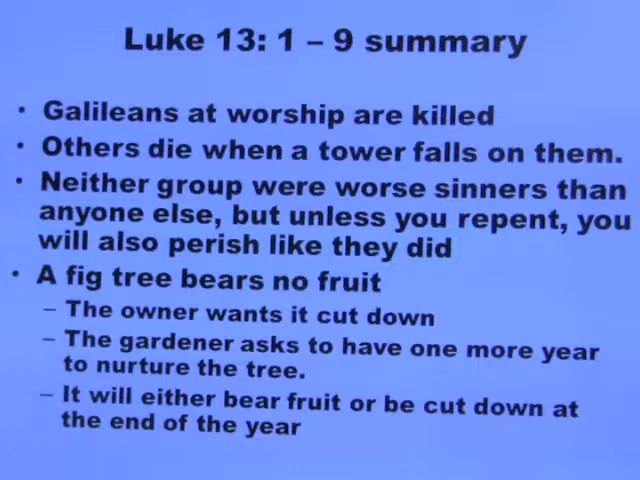 Luke 13: 1 – 9 summary
• Galileans at worship are killed
• Others die when a tower falls on them.
• Neither group were worse sinners than
anyone else, but unless you repent, you
will also perish like they did
• A fig tree bears no fruit
– The owner wants it cut down
– The gardener asks to have one more year
to nurture the tree.
– It will either bear fruit or be cut down at
the end of the year